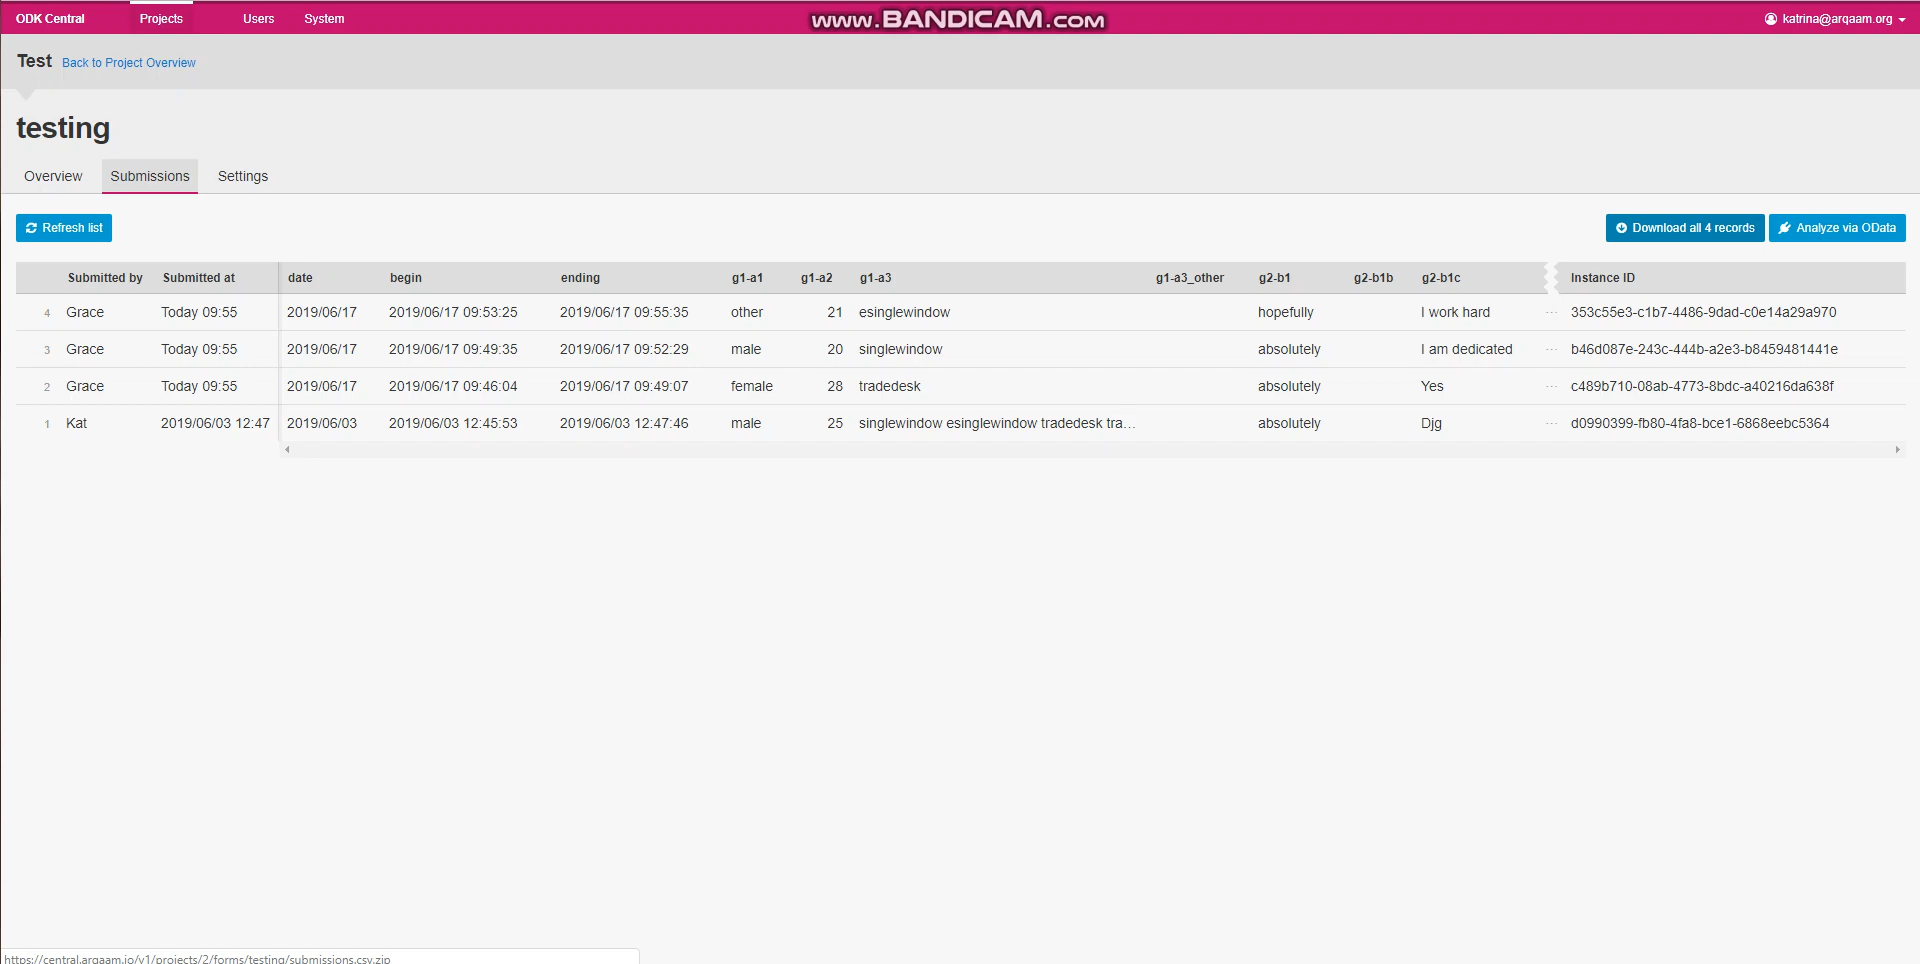 ODK Central Projects Users System www.BANDICAM.com katrina@arqaam.org
Test Back to Project Overview
testing
Overview Submissions Settings
Refresh list Download all 4 records Analyze via OData
Submitted by Submitted at date begin ending g1-a1 g1-a2 g1-a3 g1-a3_other g2-b1 g2-b1b g2-b1c Instance ID
4 Grace Today 09:55 2019/06/17 2019/06/17 09:53:25 2019/06/17 09:55:35 other 21 esinglewindow hopefully I work hard ... 353c55e3-c1b7-4486-9dad-c0e14a29a970
3 Grace Today 09:55 2019/06/17 2019/06/17 09:49:35 2019/06/17 09:52:29 male 20 singlewindow absolutely I am dedicated ... b46d087e-243c-444b-a2e3-b8459481441e
2 Grace Today 09:55 2019/06/17 2019/06/17 09:46:04 2019/06/17 09:49:07 female 28 tradedesk absolutely Yes ... c489b710-08ab-4773-8bdc-a40216da638f
1 Kat 2019/06/03 12:47 2019/06/03 2019/06/03 12:45:53 2019/06/03 12:47:46 male 25 singlewindow esinglewindow tradedesk tra... absolutely Djg ... d0990399-fb80-4fa8-bce1-6868eebc5364
https://central.arqaam.io/v1/projects/2/forms/testing/submissions.csv.zip